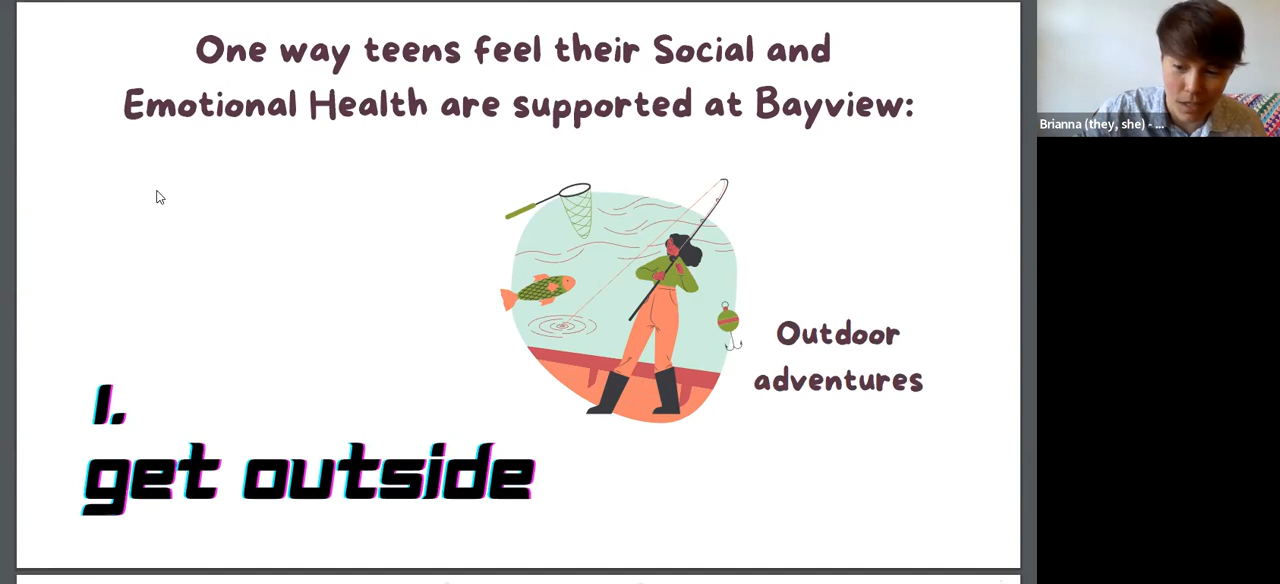 One way teens feel their Social and
Emotional Health are supported at Bayview:
Outdoor
adventures
1.
get outside
Brianna (they, she) - ...